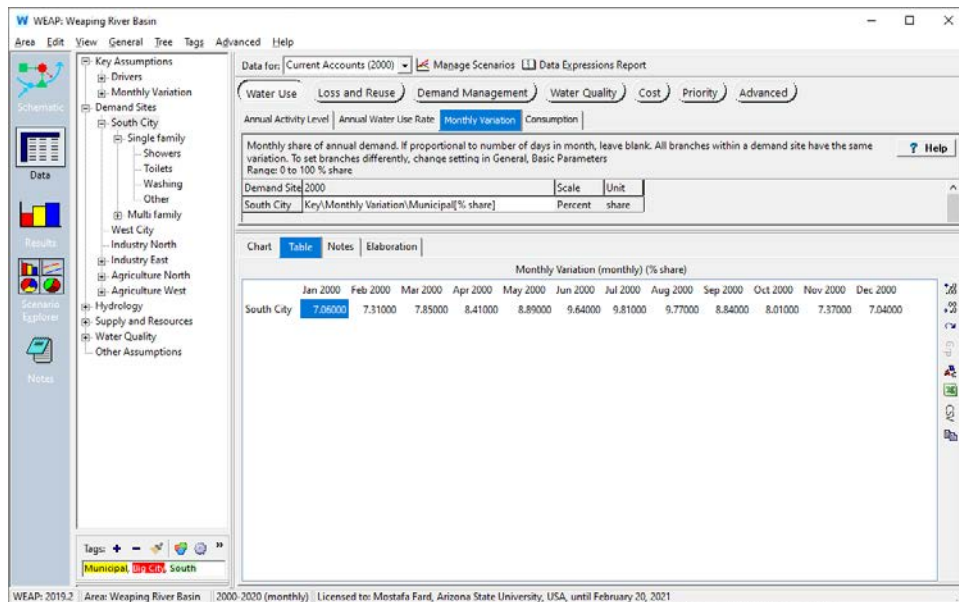 WEAP: Weaping River Basin
Area Edit View General Tree Tags Advanced Help
Schematic
Data
Results
Scenario Explorer
Notes
Key Assumptions
Drivers
Monthly Variation
Demand Sites
South City
Single family
Showers
Toilets
Washing
Other
Multi family
West City
Industry North
Industry East
Agriculture North
Agriculture West
Hydrology
Supply and Resources
Water Quality
Other Assumptions
Tags:
Municipal, Big City, South
Data for: Current Accounts (2000) Manage Scenarios Data Expressions Report
Water Use Loss and Reuse Demand Management Water Quality Cost Priority Advanced
Annual Activity Level Annual Water Use Rate Monthly Variation Consumption
Monthly share of annual demand. If proportional to number of days in month, leave blank. All branches within a demand site have the same
variation. To set branches differently, change setting in General, Basic Parameters
Range: 0 to 100 % share
? Help
Demand Site 2000 Scale Unit
South City Key\Monthly Variation\Municipal[% share] Percent share
Chart Table Notes Elaboration
Monthly Variation (monthly) (% share)
Jan 2000 Feb 2000 Mar 2000 Apr 2000 May 2000 Jun 2000 Jul 2000 Aug 2000 Sep 2000 Oct 2000 Nov 2000 Dec 2000
South City 7.06000 7.31000 7.85000 8.41000 8.89000 9.64000 9.81000 9.77000 8.84000 8.01000 7.37000 7.04000
CSV
WEAP: 2019.2 Area: Weaping River Basin 2000-2020 (monthly) Licensed to: Mostafa Fard, Arizona State University, USA, until February 20, 2021